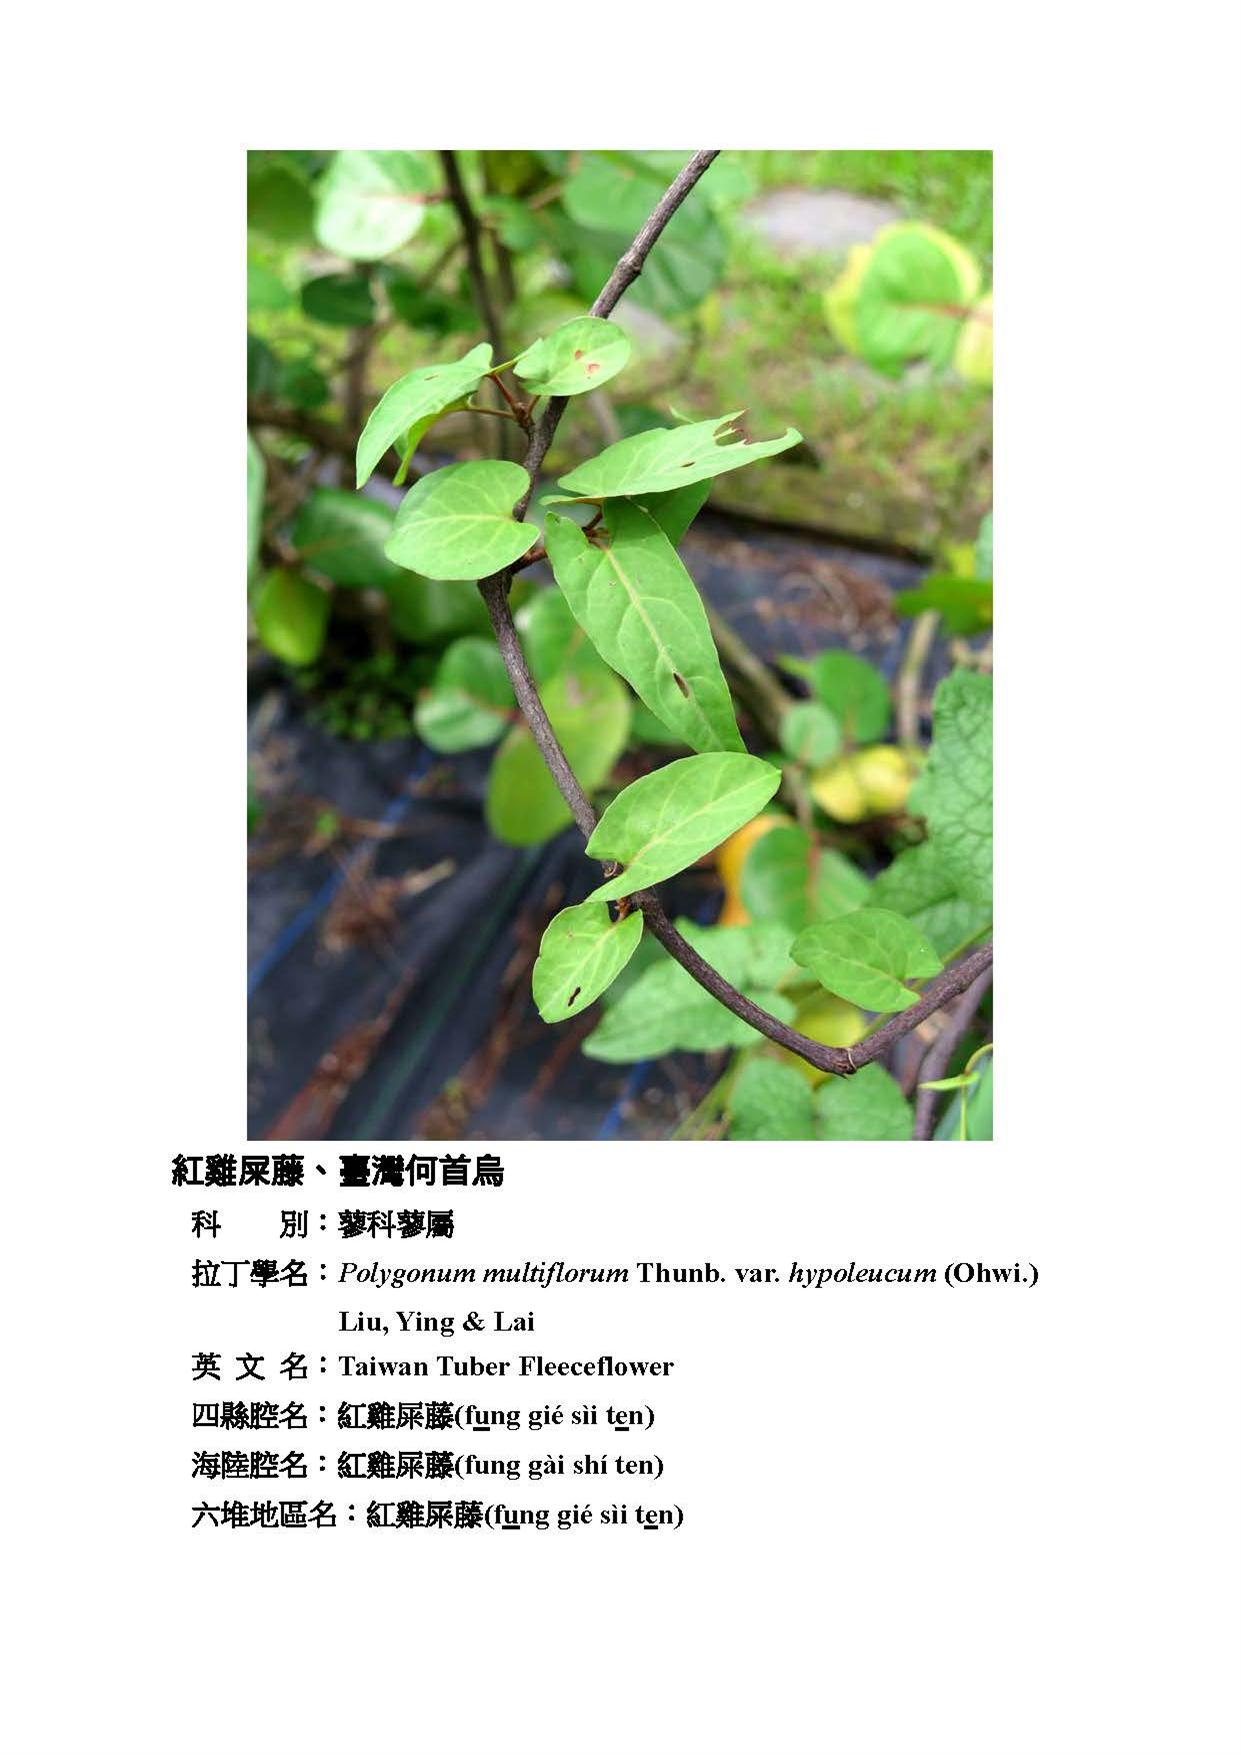 紅雞屎藤、臺灣何首烏
科　　別：蓼科蓼屬
拉丁學名：Polygonum multiflorum Thunb. var. hypoleucum (Ohwi.)
Liu, Ying & Lai
英 文 名：Taiwan Tuber Fleeceflower
四縣腔名：紅雞屎藤(fung gié sìi ten)
海陸腔名：紅雞屎藤(fung gài shí ten)
六堆地區名：紅雞屎藤(fung gié sìi ten)